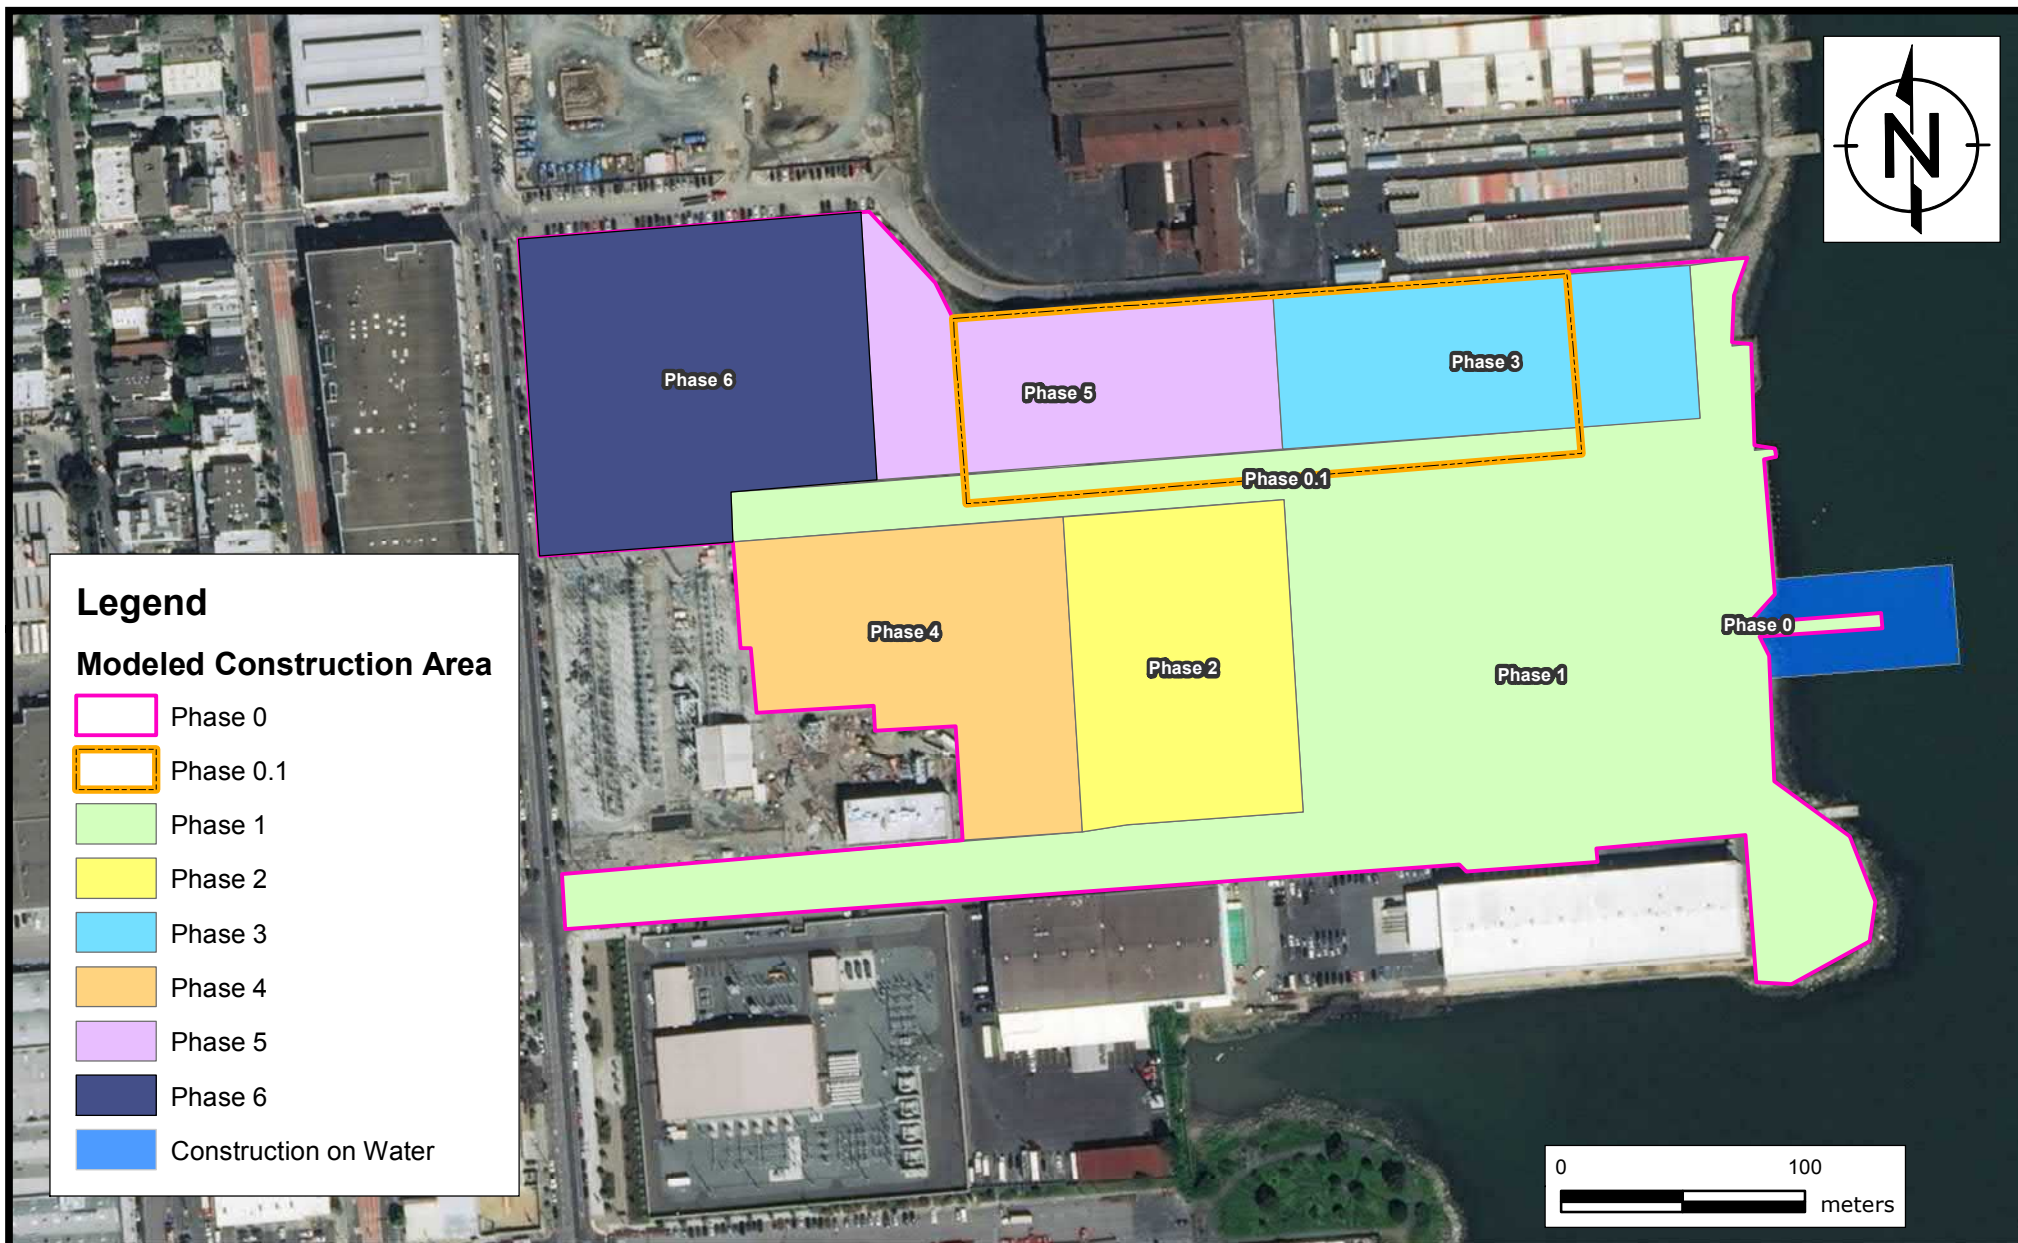 N
Phase 6
Phase 3
Phase 5
Phase 0.1
Phase 0
Phase 4
Phase 2
Phase 1
Legend
Modeled Construction Area
Phase 0
Phase 0.1
Phase 1
Phase 2
Phase 3
Phase 4
Phase 5
Phase 6
Construction on Water
0 100
meters